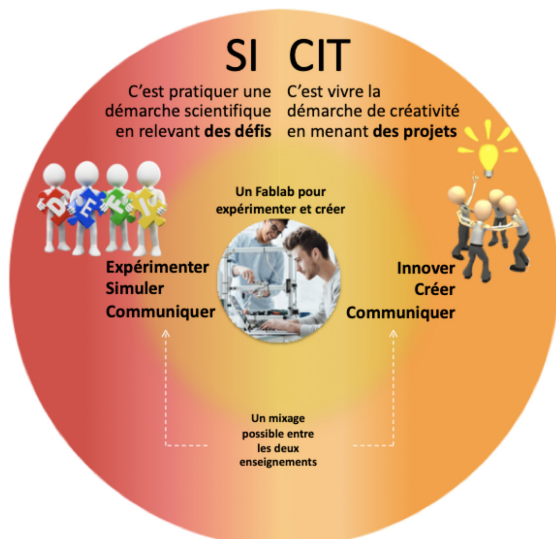 SI CIT
C'est pratiquer une
démarche scientifique
en relevant des défis
C'est vivre la
démarche de créativité
en menant des projets
DEFI
Un Fablab pour
expérimenter et créer
Expérimenter
Simuler
Communiquer
Innover
Créer
Communiquer
Un mixage
possible entre
les deux
enseignements